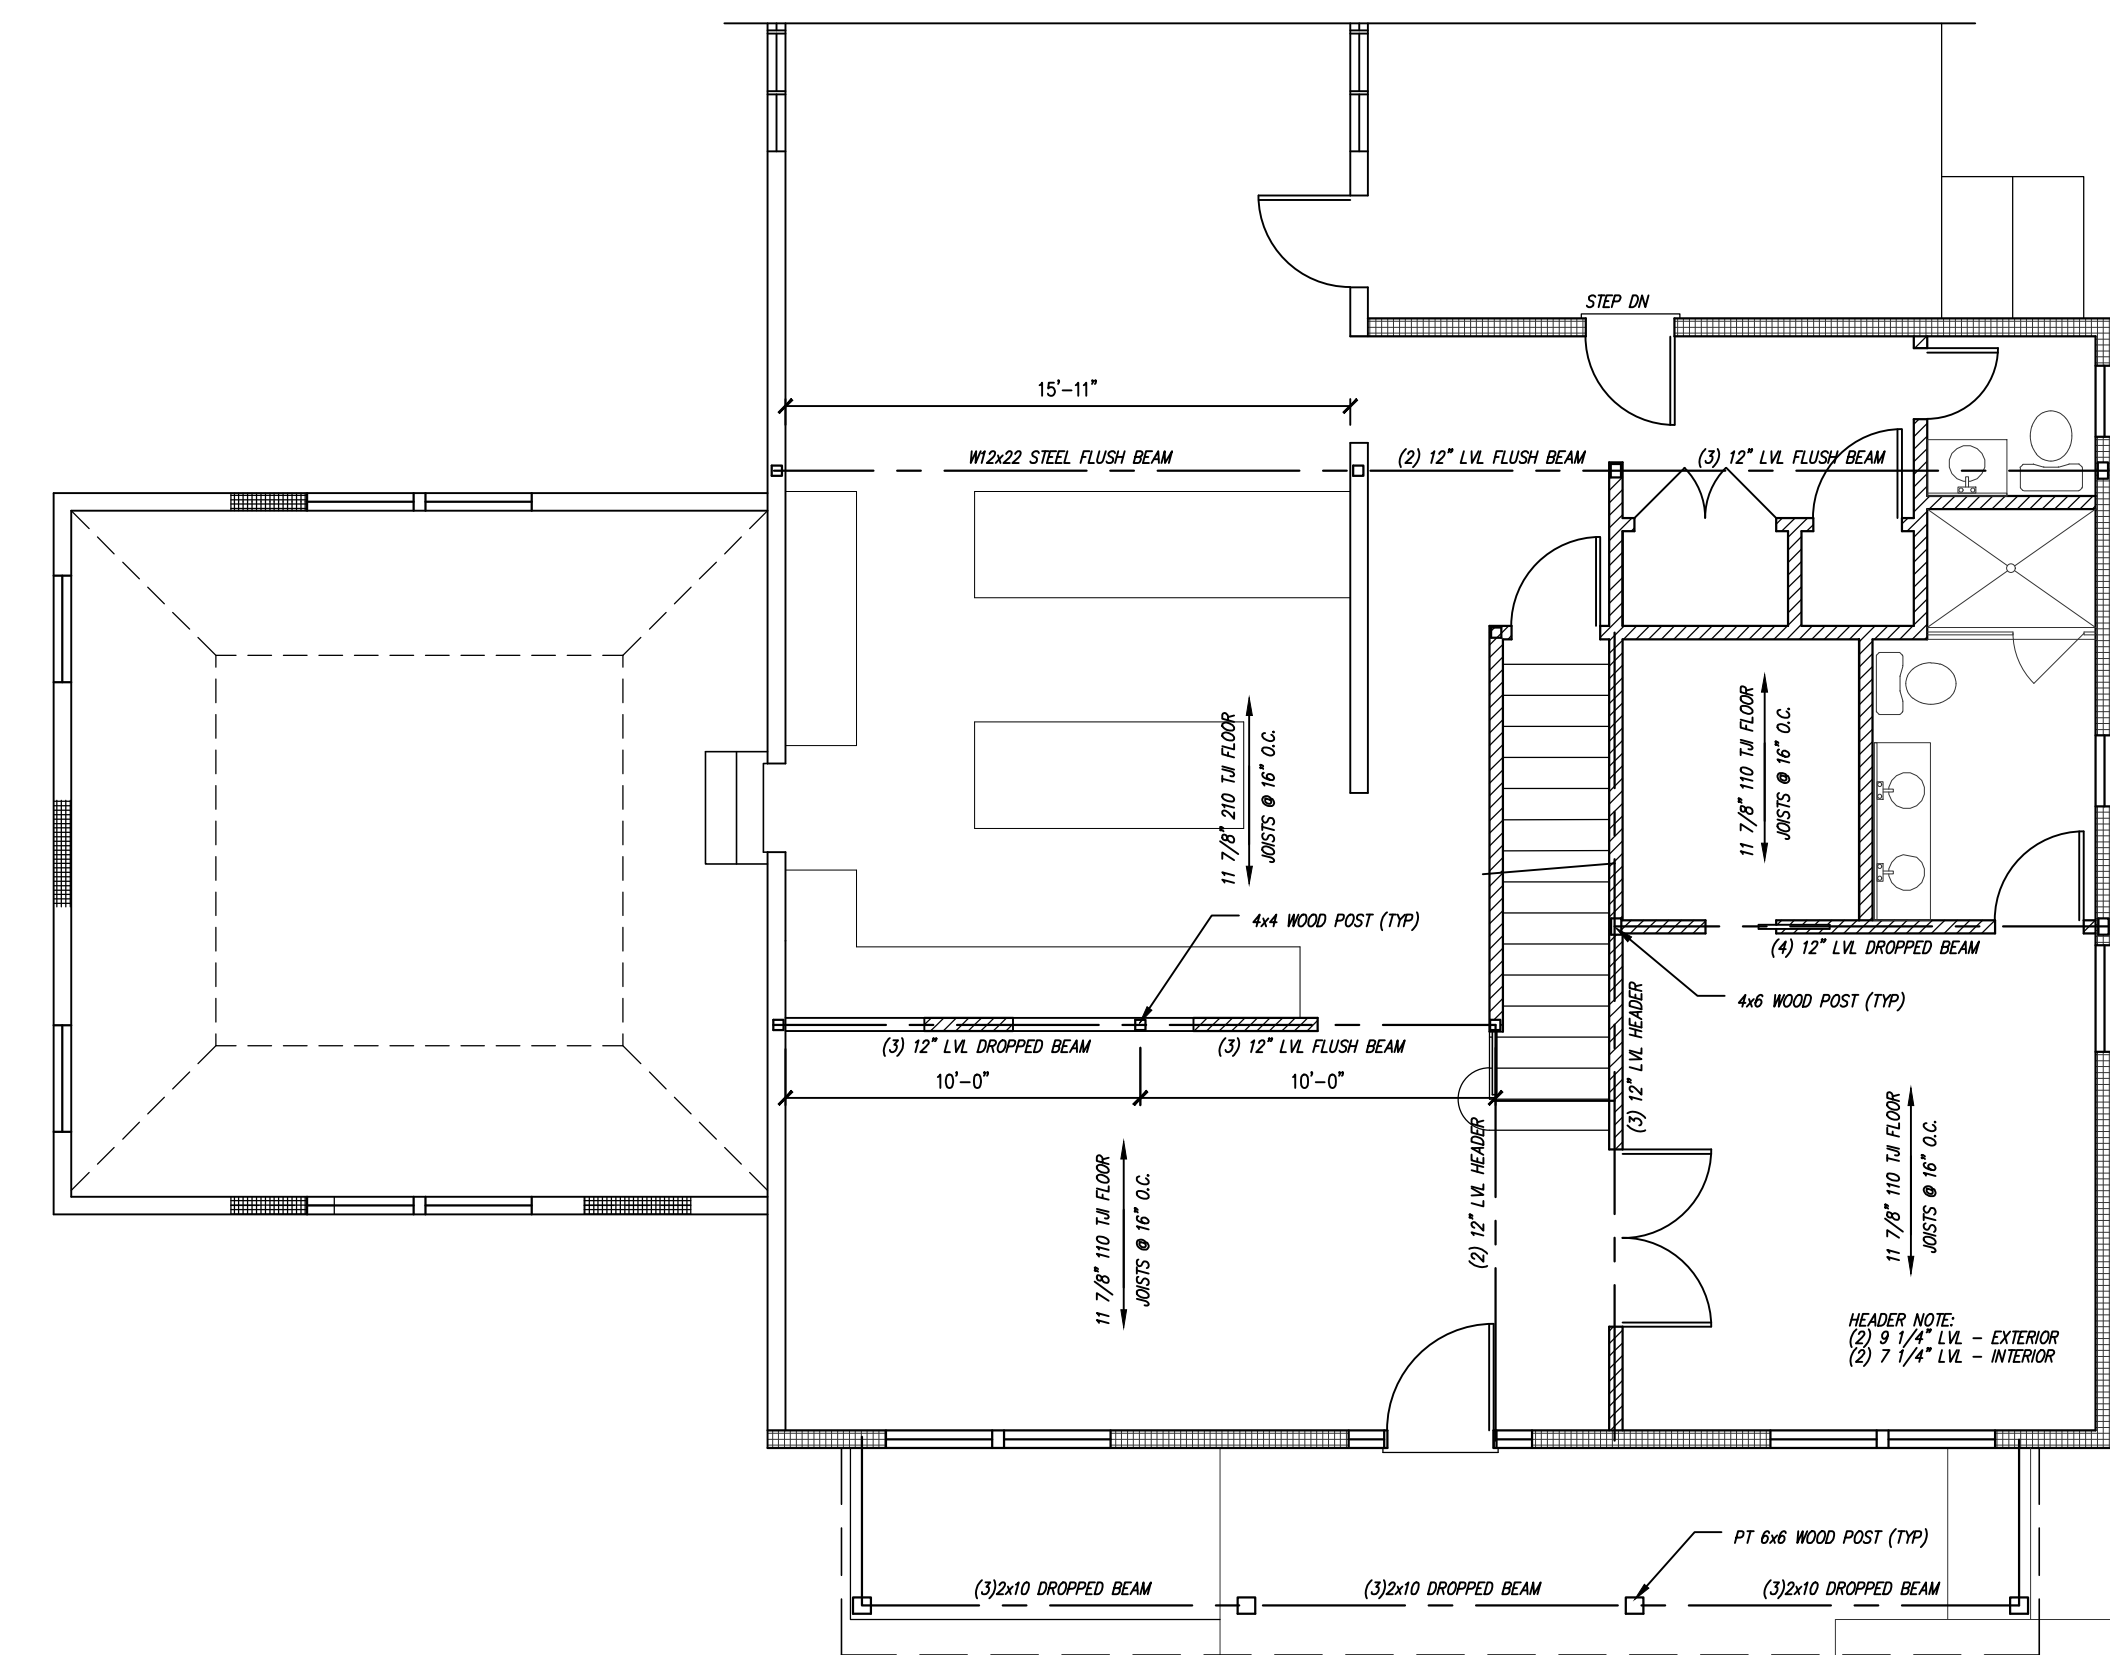 STEP DN
15'-11"
W12x22 STEEL FLUSH BEAM
(2) 12" LVL FLUSH BEAM
(3) 12" LVL FLUSH BEAM
11 7/8" 210 TJI FLOOR
JOISTS @ 16" O.C.
11 7/8" 110 TJI FLOOR
JOISTS @ 16" O.C.
4x4 WOOD POST (TYP)
(4) 12" LVL DROPPED BEAM
4x6 WOOD POST (TYP)
(3) 12" LVL HEADER
(3) 12" LVL DROPPED BEAM
(3) 12" LVL FLUSH BEAM
10'-0"
10'-0"
(2) 12" LVL HEADER
11 7/8" 110 TJI FLOOR
JOISTS @ 16" O.C.
11 7/8" 110 TJI FLOOR
JOISTS @ 16" O.C.
HEADER NOTE:
(2) 9 1/4" LVL - EXTERIOR
(2) 7 1/4" LVL - INTERIOR
PT 6x6 WOOD POST (TYP)
(3)2x10 DROPPED BEAM
(3)2x10 DROPPED BEAM
(3)2x10 DROPPED BEAM